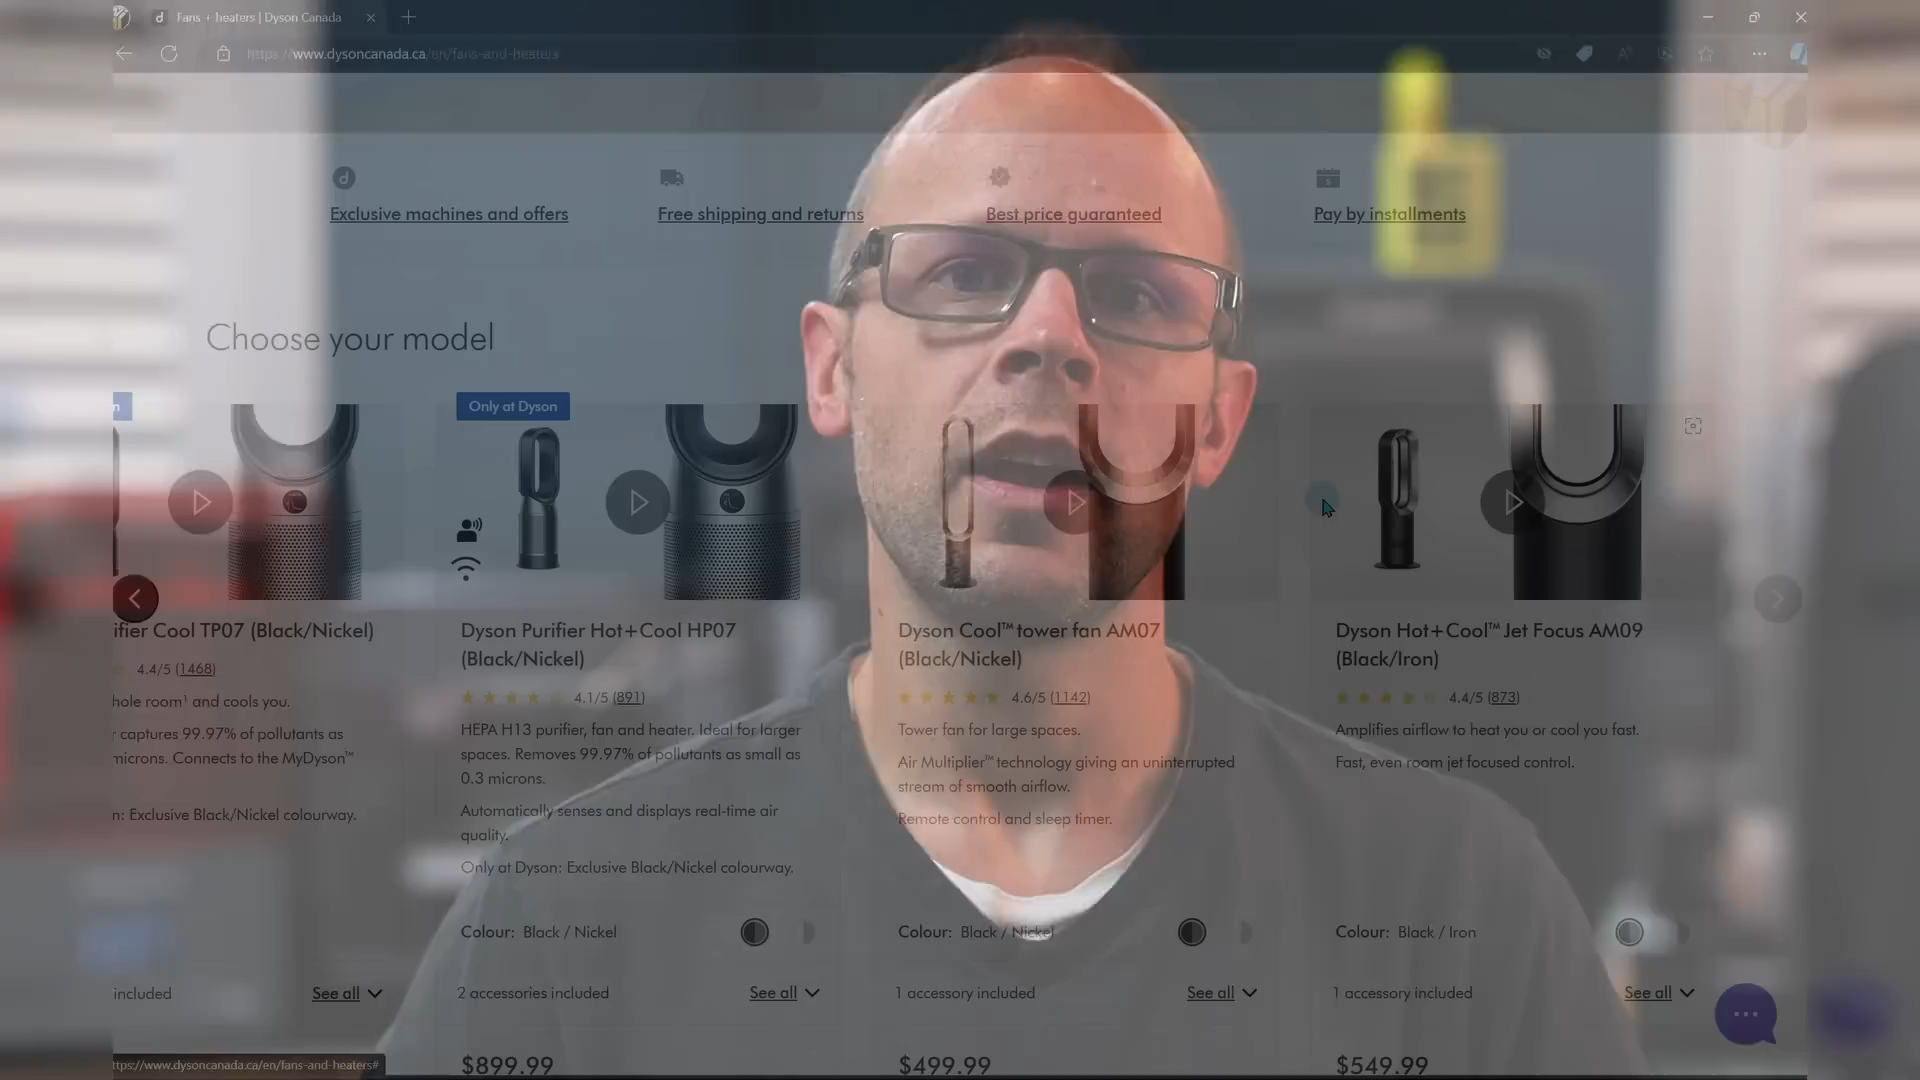 Fans + heaters | Dyson Canada
https://www.dysoncanada.ca/en/fans-and-heaters
Exclusive machines and offers
Free shipping and returns
Best price guaranteed
Pay by installments
Choose your model
Only at Dyson
ifier Cool TP07 (Black/Nickel)
4.4/5 (1468)
hole room¹ and cools you.
r captures 99.97% of pollutants as
microns. Connects to the MyDyson™
n: Exclusive Black/Nickel colourway.
included
See all
Dyson Purifier Hot+Cool HP07
(Black/Nickel)
4.1/5 (891)
HEPA H13 purifier, fan and heater. Ideal for larger
spaces. Removes 99.97% of pollutants as small as
0.3 microns.
Automatically senses and displays real-time air
quality.
Only at Dyson: Exclusive Black/Nickel colourway.
Colour: Black / Nickel
2 accessories included
See all
$899.99
Dyson Cool™ tower fan AM07
(Black/Nickel)
4.6/5 (1142)
Tower fan for large spaces.
Air Multiplier™ technology giving an uninterrupted
stream of smooth airflow.
Remote control and sleep timer.
Colour: Black / Nickel
1 accessory included
See all
$499.99
Dyson Hot+Cool™ Jet Focus AM09
(Black/Iron)
4.4/5 (873)
Amplifies airflow to heat you or cool you fast.
Fast, even room jet focused control.
Colour: Black / Iron
1 accessory included
See all
$549.99
ttps://www.dysoncanada.ca/en/fans-and-heaters#